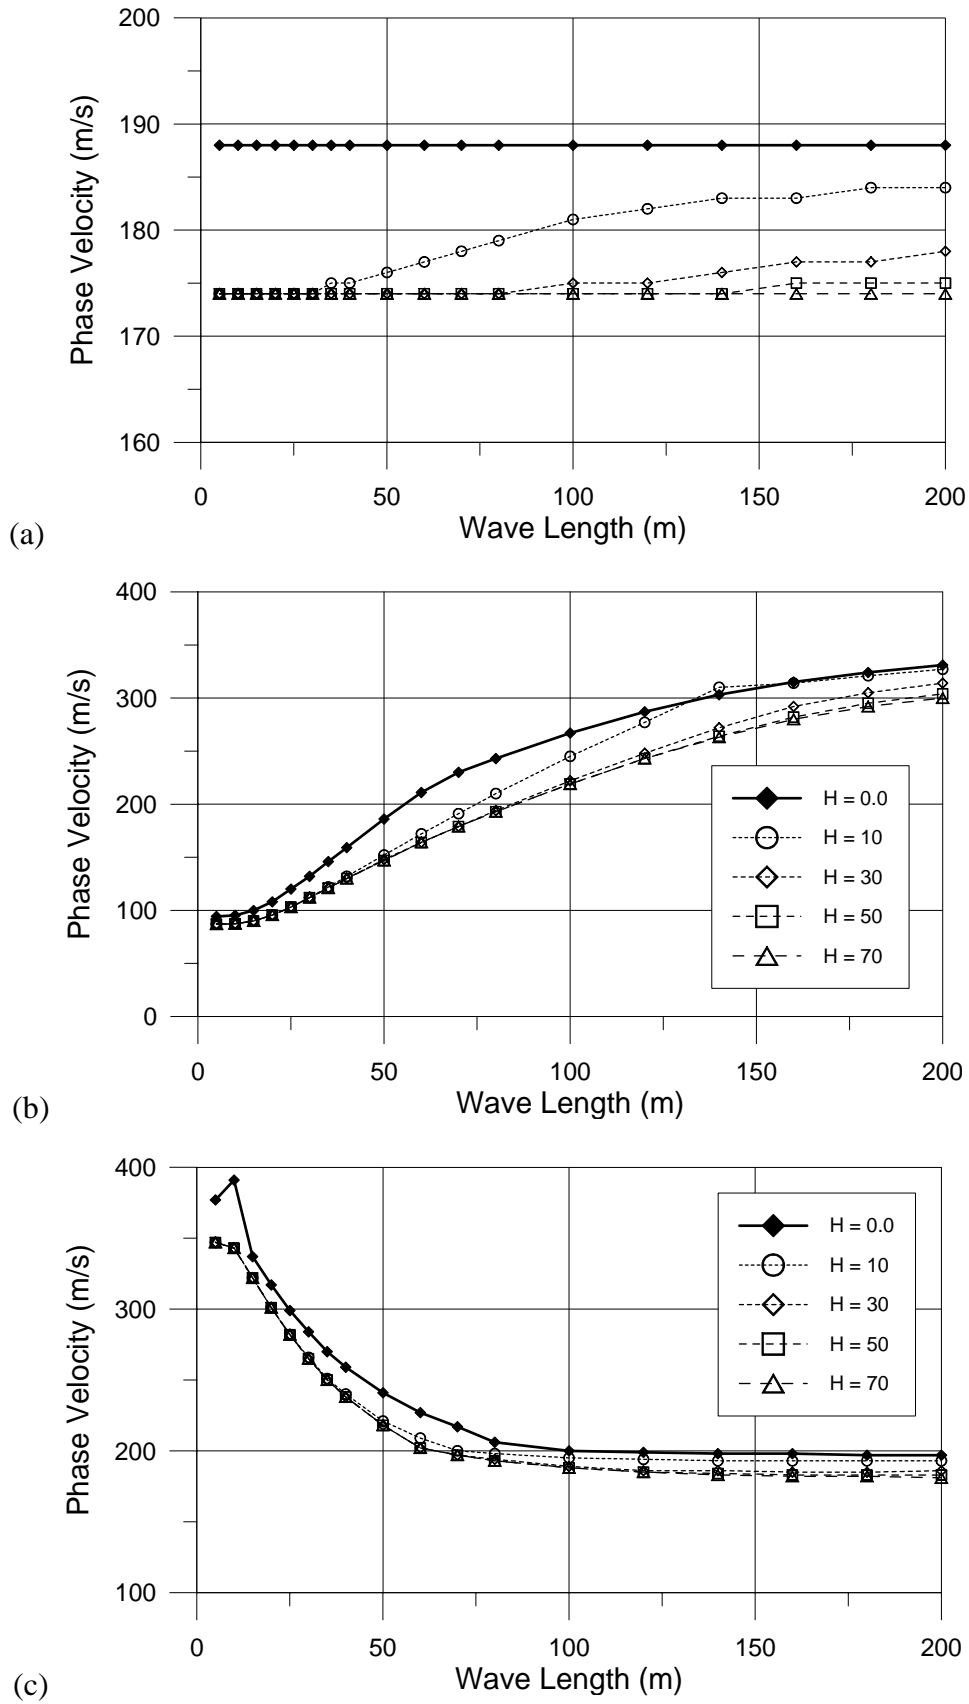 200
190
180
170
160
Phase Velocity (m/s)
0 50 100 150 200
Wave Length (m)
(a)
400
300
200
100
0
Phase Velocity (m/s)
H = 0.0
H = 10
H = 30
H = 50
H = 70
0 50 100 150 200
Wave Length (m)
(b)
400
300
200
100
Phase Velocity (m/s)
H = 0.0
H = 10
H = 30
H = 50
H = 70
0 50 100 150 200
Wave Length (m)
(c)